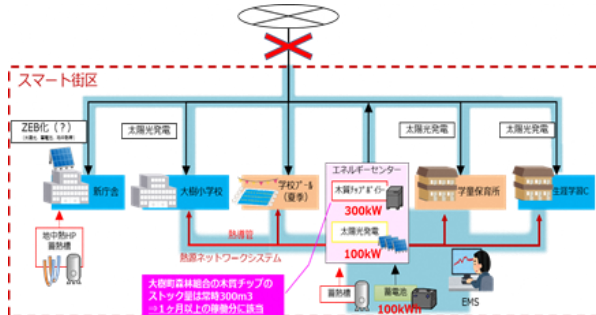 スマート街区
ZEB化（？）
太陽光発電
太陽光発電
太陽光発電
エネルギーセンター
新庁舎
大樹小学校
学校プール
（夏季）
木質チップボイラー
300kW
太陽光発電
100kW
学童保育所
生涯学習C
地中熱HP
蓄熱槽
熱導管
熱源ネットワークシステム
大樹町森林組合の木質チップの
ストック量は常時300m3
⇒1ヶ月以上の稼働分に該当
蓄熱槽
蓄電池
100kWh
EMS